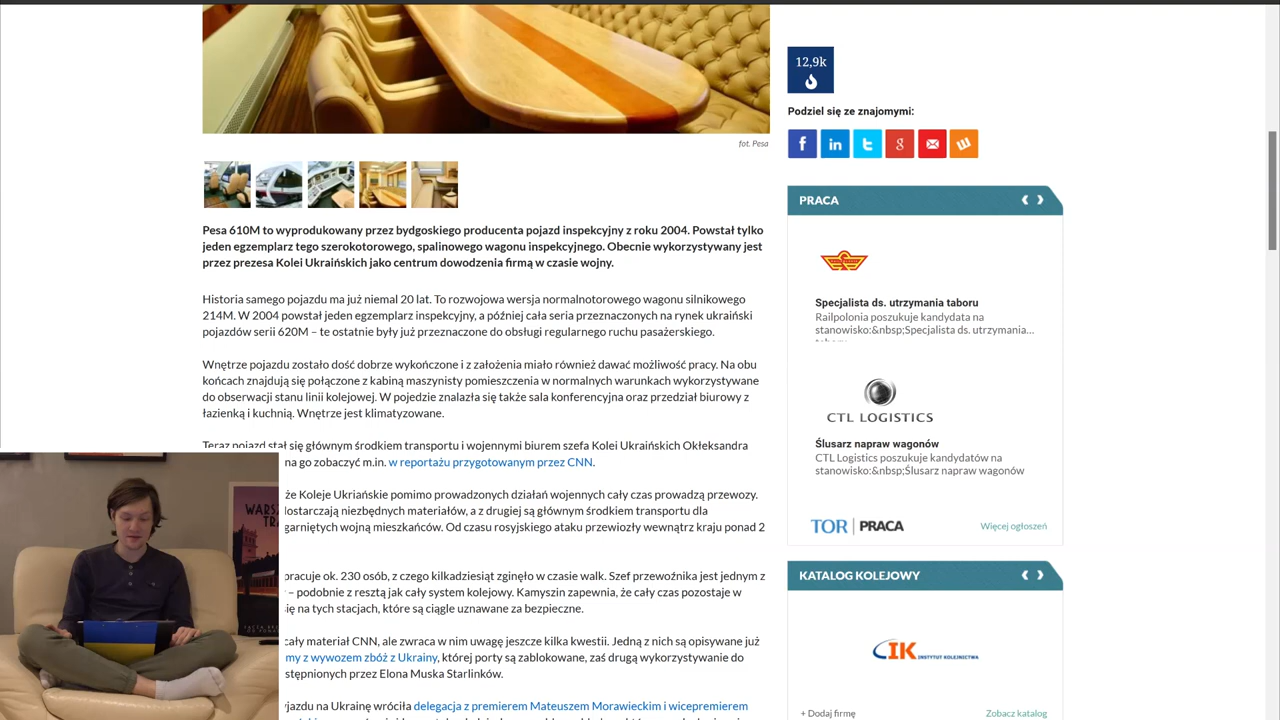 12,9k
fot. Pesa
Podziel się ze znajomymi:
f in t g
PRACA
Pesa 610M to wyprodukowany przez bydgoskiego producenta pojazd inspekcyjny z roku 2004. Powstał tylko
jeden egzemplarz tego szerokotorowego, spalinowego wagonu inspekcyjnego. Obecnie wykorzystywany jest
przez prezesa Kolei Ukraińskich jako centrum dowodzenia firmą w czasie wojny.
Historia samego pojazdu ma już niemal 20 lat. To rozwojowa wersja normalnotorowego wagonu silnikowego
214M. W 2004 powstał jeden egzemplarz inspekcyjny, a później cała seria przeznaczonych na rynek ukraiński
pojazdów serii 620M – te ostatnie były już przeznaczone do obsługi regularnego ruchu pasażerskiego.
Wnętrze pojazdu zostało dość dobrze wykończone i z założenia miało również dawać możliwość pracy. Na obu
końcach znajdują się połączone z kabiną maszynisty pomieszczenia w normalnych warunkach wykorzystywane
do obserwacji stanu linii kolejowej. W pojedzie znalazła się także sala konferencyjna oraz przedział biurowy z
łazienką i kuchnią. Wnętrze jest klimatyzowane.
Teraz pojazd stał się głównym środkiem transportu i wojennymi biurem szefa Kolei Ukraińskich Okłeksandra
na go zobaczyć m.in. w reportażu przygotowanym przez CNN.
że Koleje Ukriańskie pomimo prowadzonych działań wojennych cały czas prowadzą przewozy.
dostarczają niezbędnych materiałów, a z drugiej są głównym środkiem transportu dla
garniętych wojną mieszkańców. Od czasu rosyjskiego ataku przewiozły wewnątrz kraju ponad 2
pracuje ok. 230 osób, z czego kilkadziesiąt zginęło w czasie walk. Szef przewoźnika jest jednym z
– podobnie z resztą jak cały system kolejowy. Kamyszin zapewnia, że cały czas pozostaje w
ię na tych stacjach, które są ciągle uznawane za bezpieczne.
cały materiał CNN, ale zwraca w nim uwagę jeszcze kilka kwestii. Jedną z nich są opisywane już
my z wywozem zbóż z Ukrainy, której porty są zablokowane, zaś drugą wykorzystywanie do
stępnionych przez Elona Muska Starlinków.
yjazdu na Ukrainę wróciła delegacja z premierem Mateuszem Morawieckim i wicepremierem
Specjalista ds. utrzymania taboru
Railpolonia poszukuje kandydata na
stanowisko:&nbsp;Specjalista ds. utrzymania...
CTL LOGISTICS
Ślusarz napraw wagonów
CTL Logistics poszukuje kandydatów na
stanowisko:&nbsp;Ślusarz napraw wagonów
TOR | PRACA
Więcej ogłoszeń
KATALOG KOLEJOWY
IK INSTYTUT KOLEJNICTWA
+ Dodaj firmę
Zobacz katalog